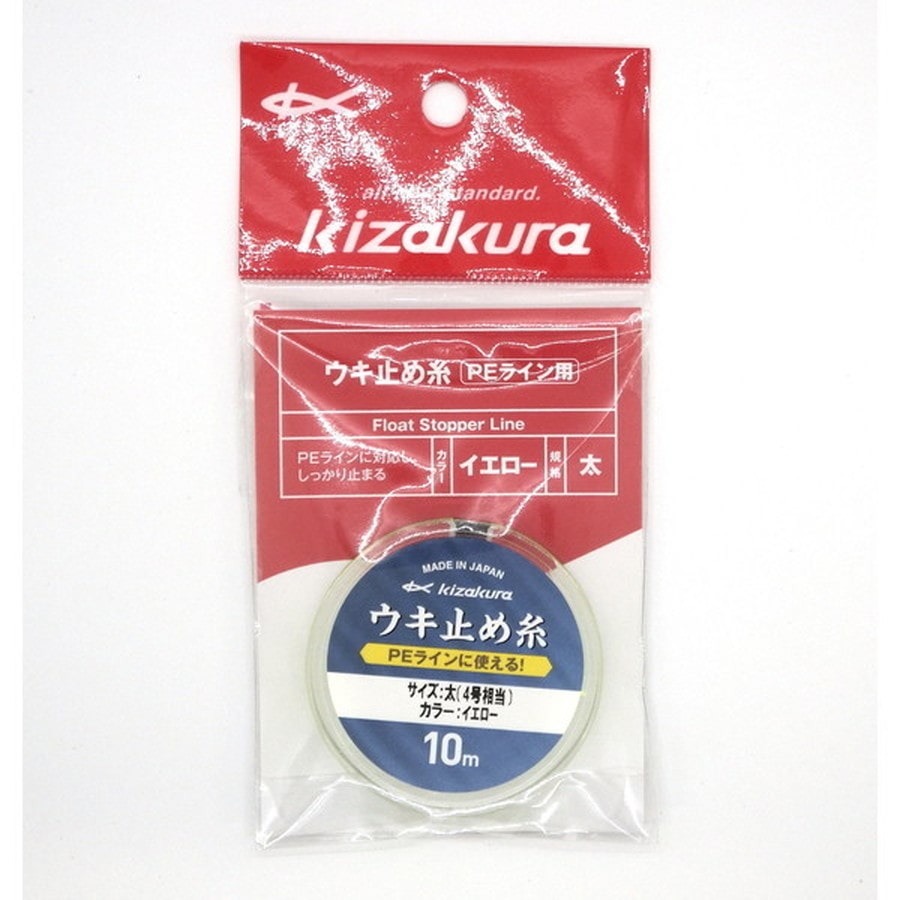 standard.
kizakura
ウキ止め糸 PEライン用
Float Stopper Line
PEラインに対応し、
しっかり止まる
カラー
イエロー
規格
太
MADE IN JAPAN
kizakura
ウキ止め糸
PEラインに使える!
サイズ:太(4号相当)
カラー:イエロー
10m